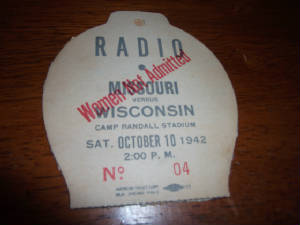 RADIO
Women Not Admitted
MISSOURI
VERSUS
WISCONSIN
CAMP RANDALL STADIUM
SAT. OCTOBER 10 1942
2:00 P. M.
No 04